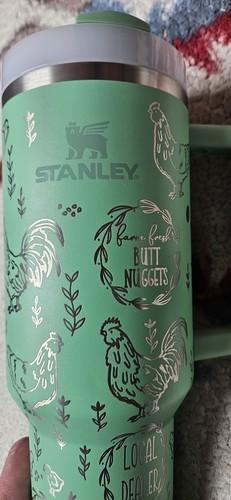 STANLEY
farm fresh
BUTT
NUGGETS
LOCAL
DEALER